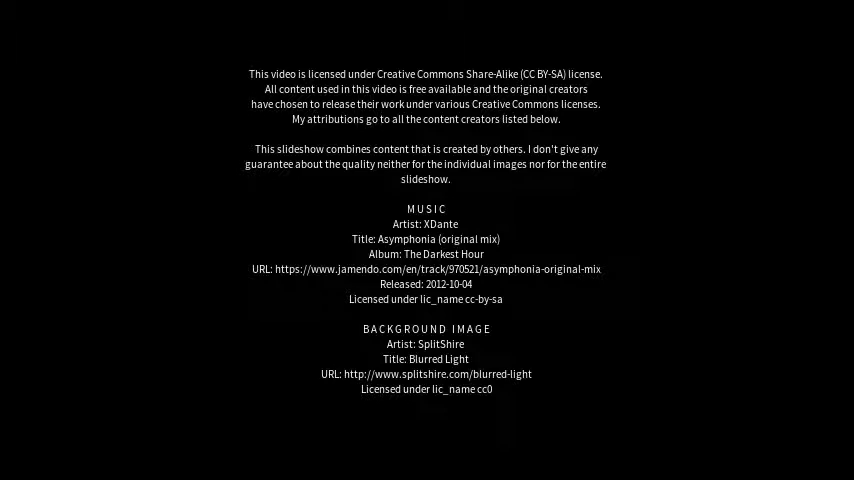 This video is licensed under Creative Commons Share-Alike (CC BY-SA) license.
All content used in this video is free available and the original creators
have chosen to release their work under various Creative Commons licenses.
My attributions go to all the content creators listed below.
This slideshow combines content that is created by others. I don't give any
guarantee about the quality neither for the individual images nor for the entire
slideshow.
MUSIC
Artist: XDante
Title: Asymphonia (original mix)
Album: The Darkest Hour
URL: https://www.jamendo.com/en/track/970521/asymphonia-original-mix
Released: 2012-10-04
Licensed under lic_name cc-by-sa
BACKGROUND IMAGE
Artist: SplitShire
Title: Blurred Light
URL: http://www.splitshire.com/blurred-light
Licensed under lic_name cc0